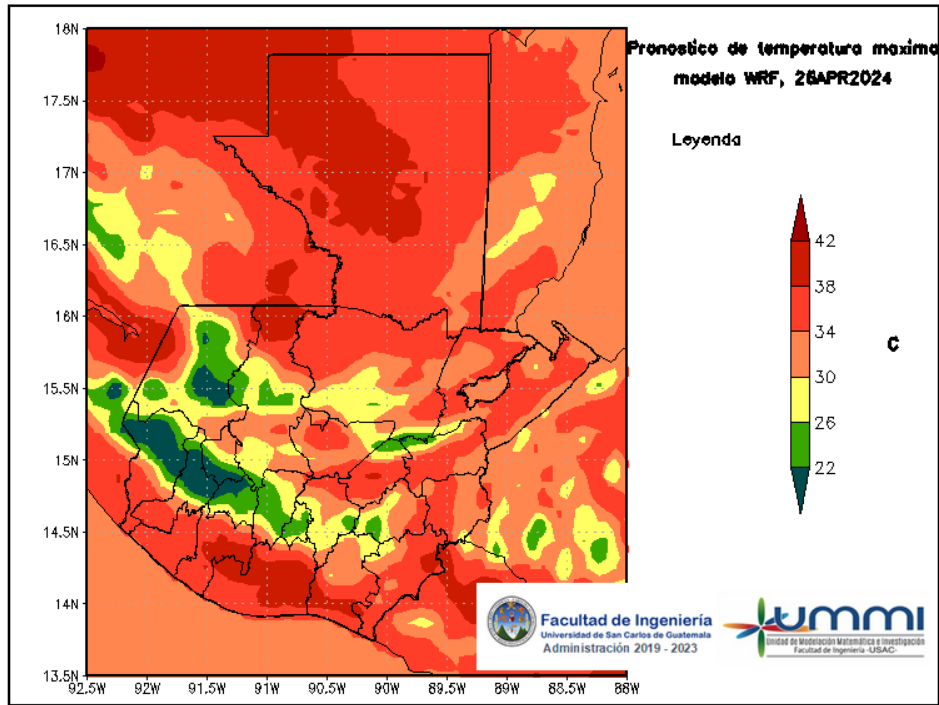 Pronostico de temperatura maxima
modelo WRF, 26APR2024
Leyenda
42
38
34
30
26
22
C
18N
17.5N
17N
16.5N
16N
15.5N
15N
14.5N
14N
13.5N
92.5W 92W 91.5W 91W 90.5W 90W 89.5W 89W 88.5W 88W
Facultad de Ingeniería
Universidad de San Carlos de Guatemala
Administración 2019 - 2023
UMMI
Unidad de Modelación Matemática e Investigación
Facultad de Ingeniería -USAC-